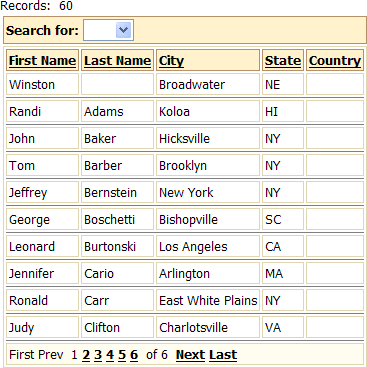 Records: 60
Search for:
First Name Last Name City State Country
Winston Broadwater NE
Randi Adams Koloa HI
John Baker Hicksville NY
Tom Barber Brooklyn NY
Jeffrey Bernstein New York NY
George Boschetti Bishopville SC
Leonard Burtonski Los Angeles CA
Jennifer Cario Arlington MA
Ronald Carr East White Plains NY
Judy Clifton Charlotsville VA
First Prev 1 2 3 4 5 6 of 6 Next Last